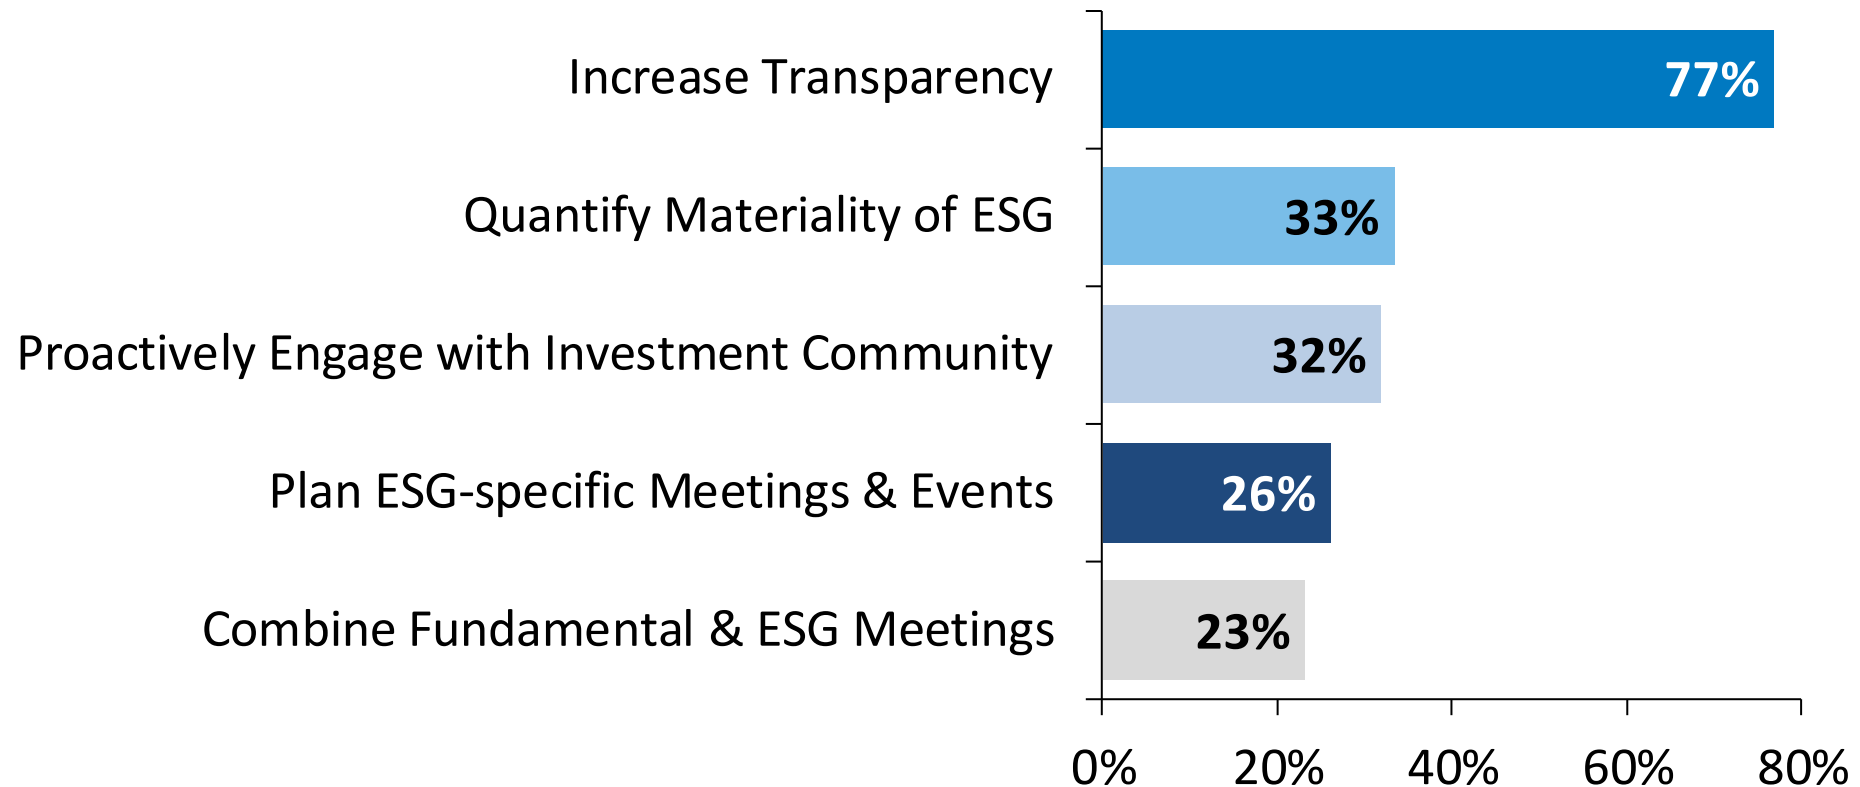 Increase Transparency 77%
Quantify Materiality of ESG 33%
Proactively Engage with Investment Community 32%
Plan ESG-specific Meetings & Events 26%
Combine Fundamental & ESG Meetings 23%
0% 20% 40% 60% 80%